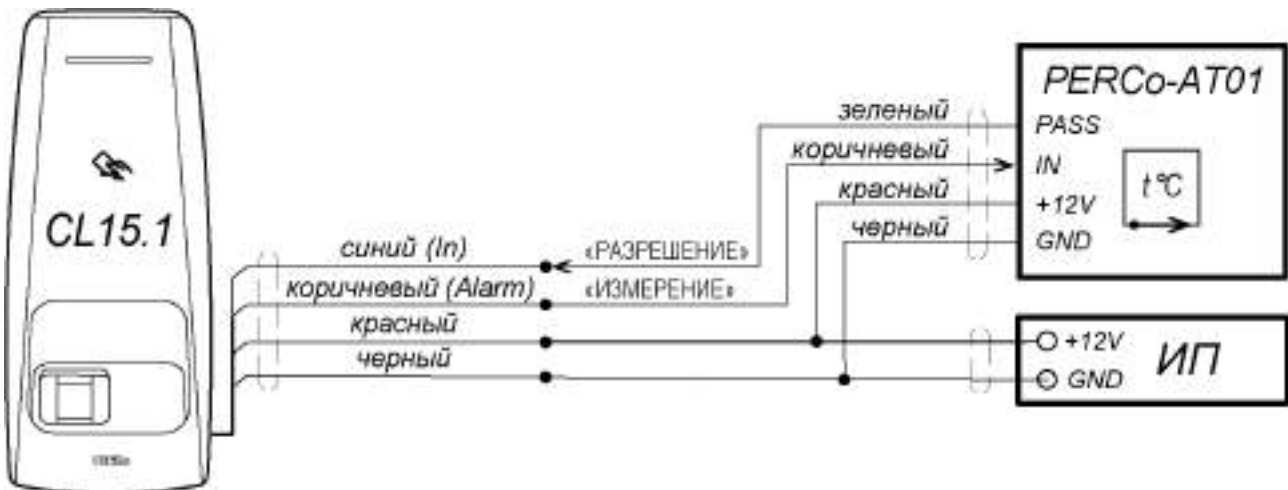 CL15.1
синий (In)
«РАЗРЕШЕНИЕ»
коричневый (Alarm)
«ИЗМЕРЕНИЕ»
красный
черный
зеленый
коричневый
красный
черный
PERCo-AT01
PASS
IN
+12V
GND
t°C
+12V
GND
ИП